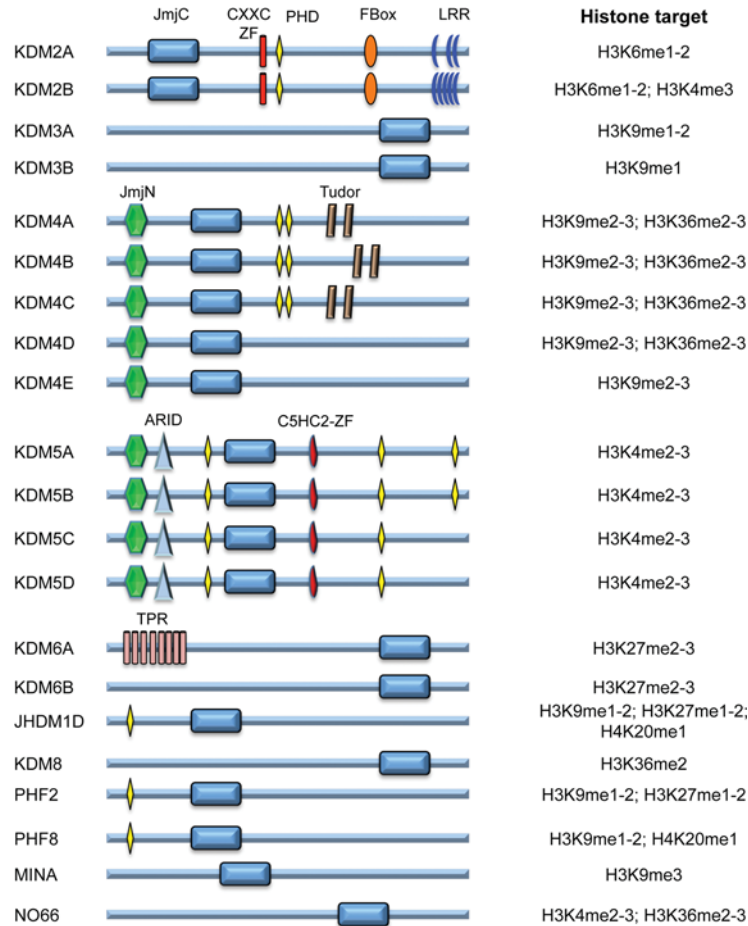 JmjC CXXC ZF PHD FBox LRR Histone target
KDM2A H3K6me1-2
KDM2B H3K6me1-2; H3K4me3
KDM3A H3K9me1-2
KDM3B H3K9me1
JmjN Tudor
KDM4A H3K9me2-3; H3K36me2-3
KDM4B H3K9me2-3; H3K36me2-3
KDM4C H3K9me2-3; H3K36me2-3
KDM4D H3K9me2-3; H3K36me2-3
KDM4E H3K9me2-3
ARID C5HC2-ZF
KDM5A H3K4me2-3
KDM5B H3K4me2-3
KDM5C H3K4me2-3
KDM5D H3K4me2-3
TPR
KDM6A H3K27me2-3
KDM6B H3K27me2-3
JHDM1D H3K9me1-2; H3K27me1-2;
H4K20me1
KDM8 H3K36me2
PHF2 H3K9me1-2; H3K27me1-2
PHF8 H3K9me1-2; H4K20me1
MINA H3K9me3
NO66 H3K4me2-3; H3K36me2-3